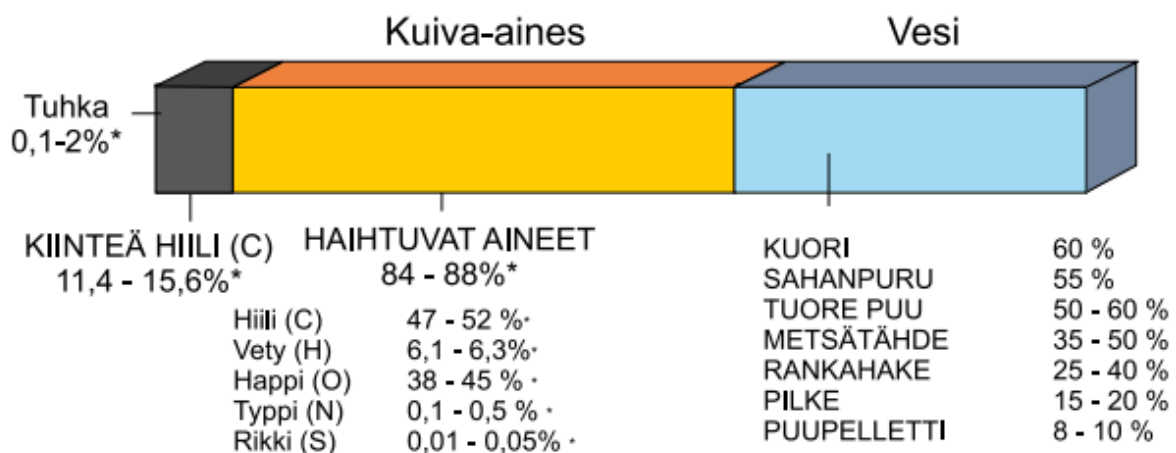 Kuiva-aines
Vesi
Tuhka
0,1-2%*
KIINTEÄ HIILI (C)
11,4 - 15,6%*
HAIHTUVAT AINEET
84 - 88%*
Hiili (C) 47 - 52 %*
Vety (H) 6,1 - 6,3%*
Happi (O) 38 - 45 % *
Typpi (N) 0,1 - 0,5 % *
Rikki (S) 0,01 - 0,05% *
KUORI 60 %
SAHANPURU 55 %
TUORE PUU 50 - 60 %
METSÄTÄHDE 35 - 50 %
RANKAHAKE 25 - 40 %
PILKE 15 - 20 %
PUUPELLETTI 8 - 10 %